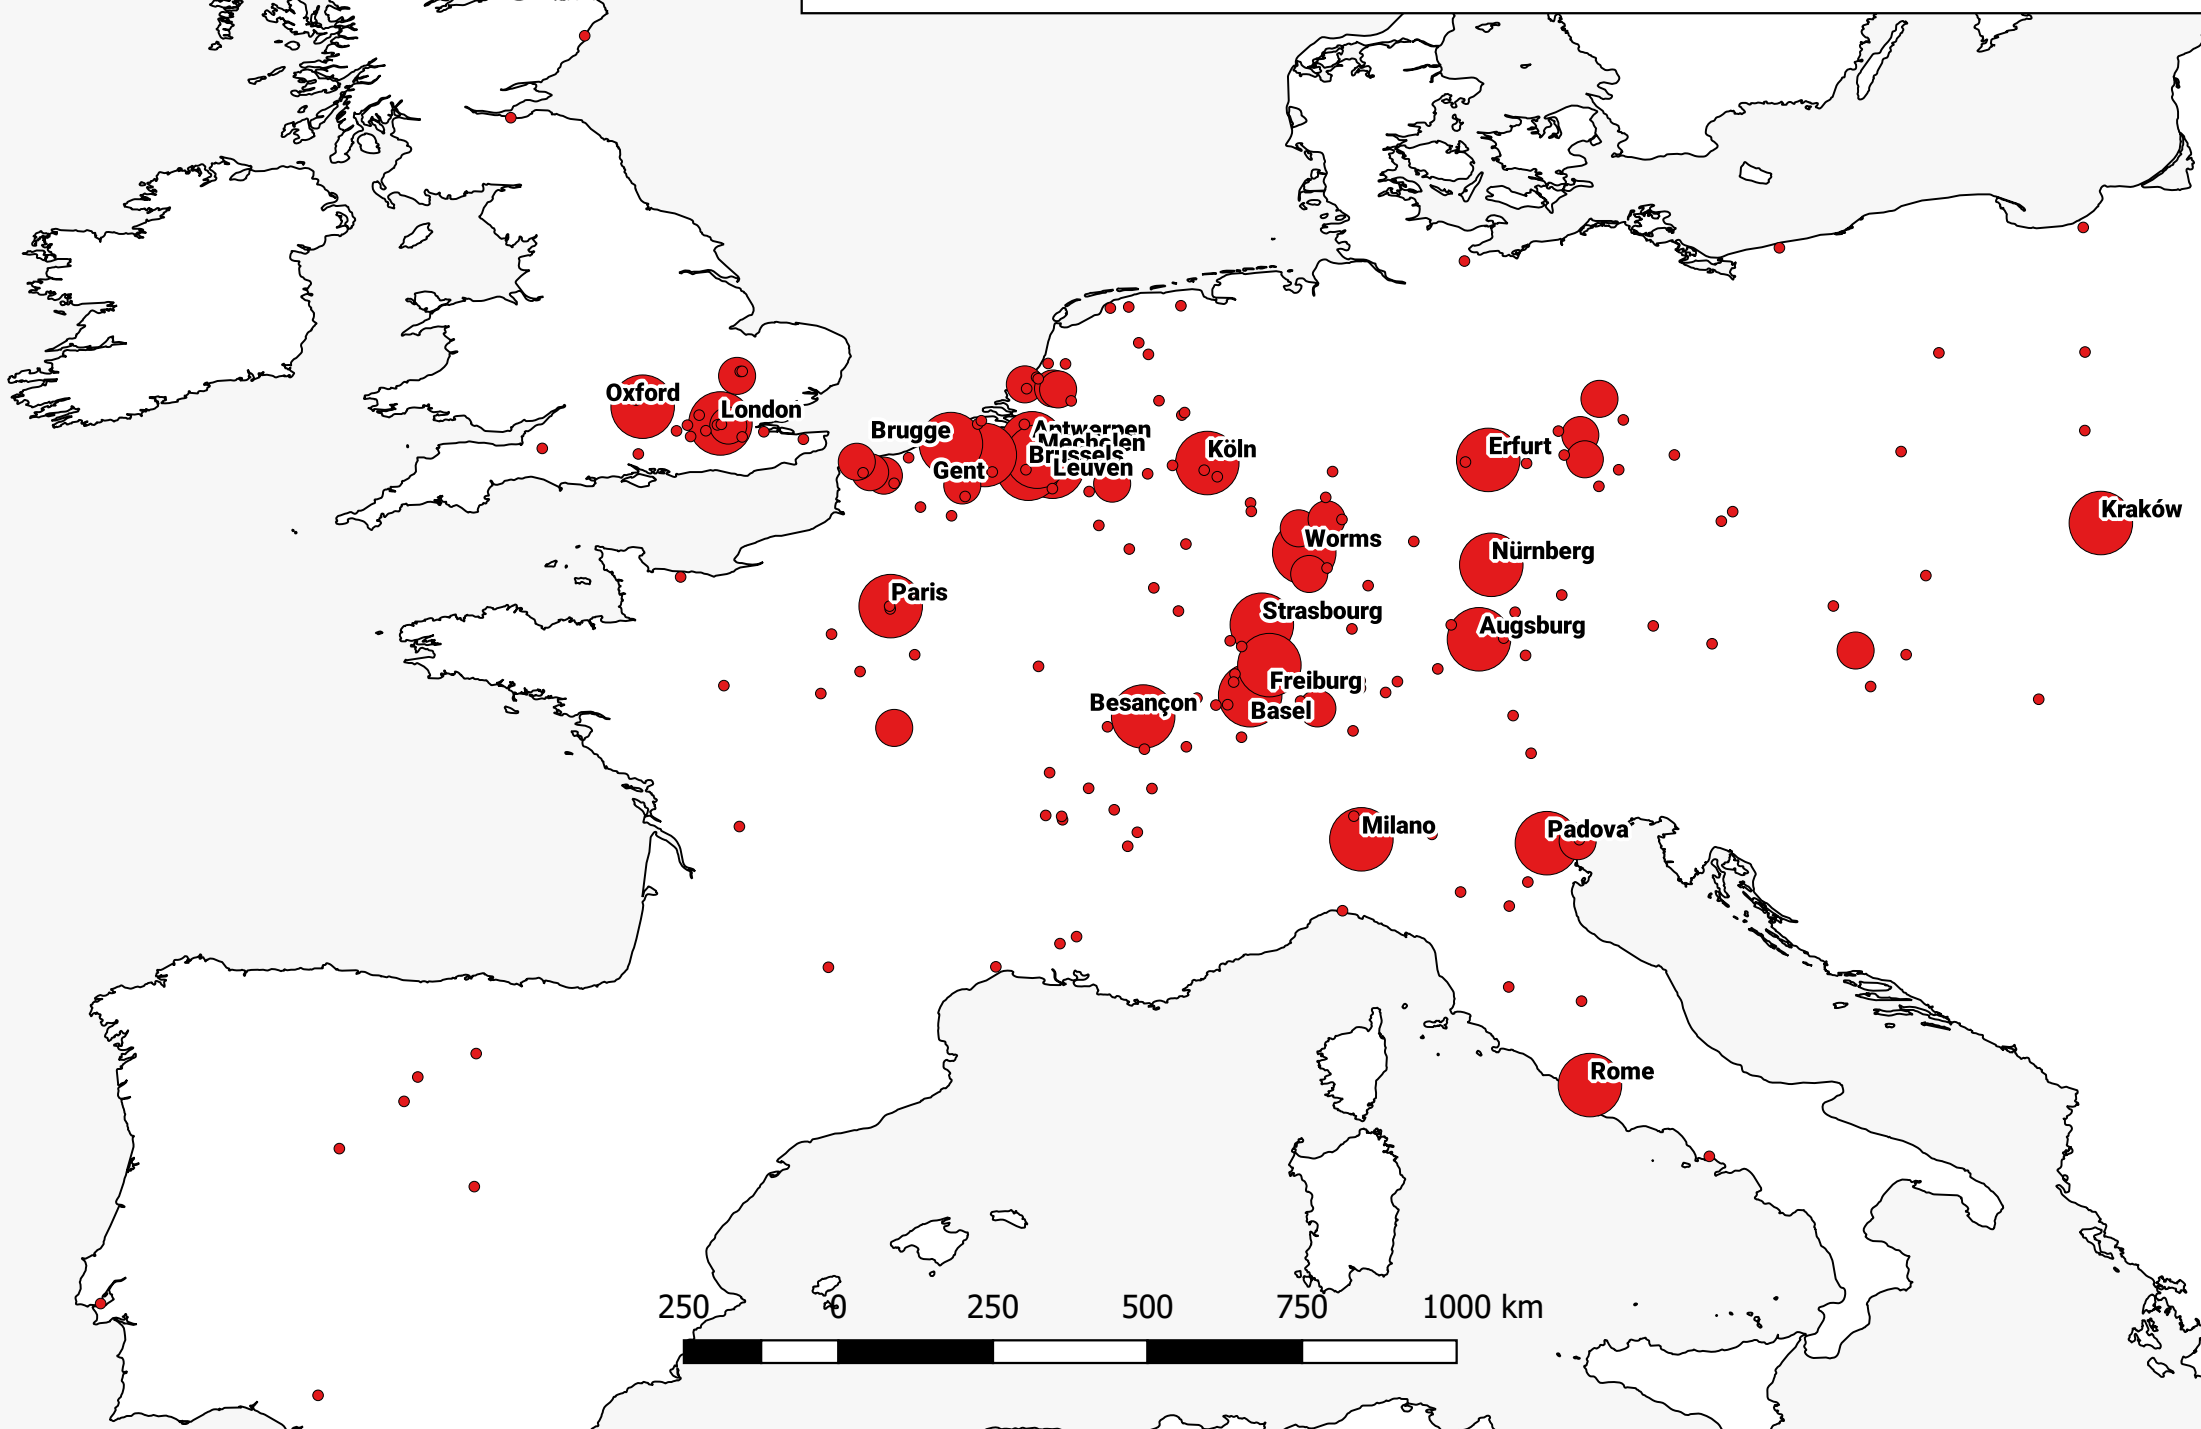 Oxford
London
Brugge
Antwerpen
Mechelen
Brussels
Gent
Leuven
Köln
Erfurt
Kraków
Worms
Nürnberg
Paris
Strasbourg
Augsburg
Freiburg
Besançon
Basel
Milano
Padova
Rome
250 0 250 500 750 1000 km